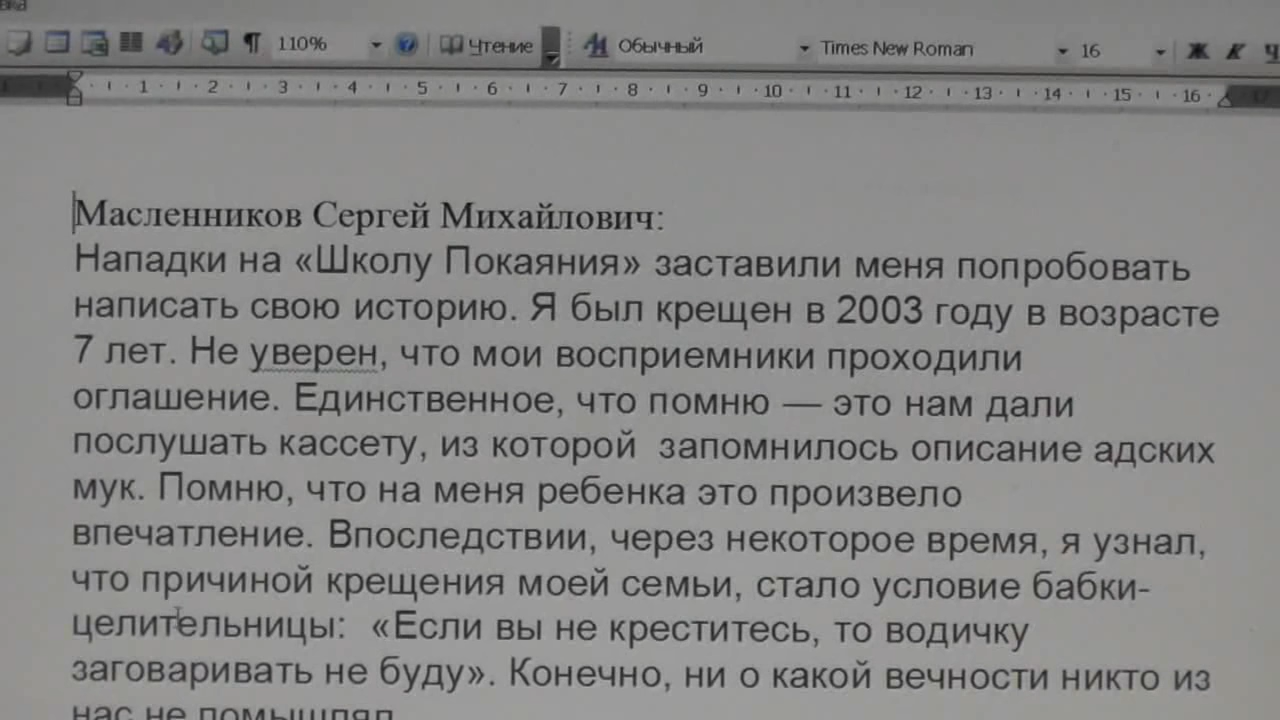 110%
Чтение
Обычный
Times New Roman
16
Ж К Ч
1 2 3 4 5 6 7 8 9 10 11 12 13 14 15 16 17
Масленников Сергей Михайлович:
Нападки на «Школу Покаяния» заставили меня попробовать
написать свою историю. Я был крещен в 2003 году в возрасте
7 лет. Не уверен, что мои восприемники проходили
оглашение. Единственное, что помню — это нам дали
послушать кассету, из которой  запомнилось описание адских
мук. Помню, что на меня ребенка это произвело
впечатление. Впоследствии, через некоторое время, я узнал,
что причиной крещения моей семьи, стало условие бабки-
целительницы:  «Если вы не креститесь, то водичку
заговаривать не буду». Конечно, ни о какой вечности никто из
нас не помышлял